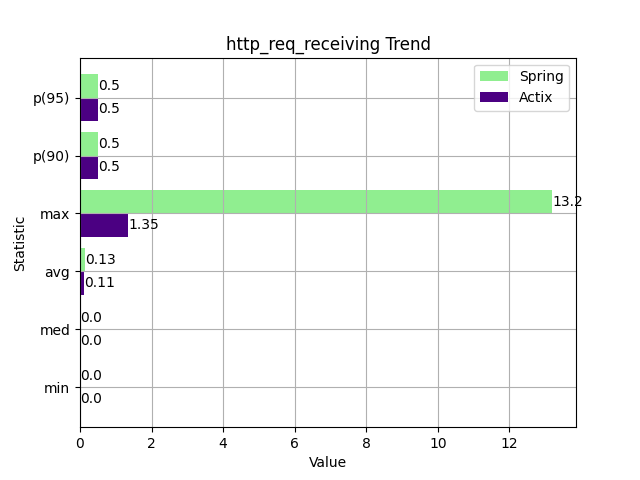 http_req_receiving Trend
Spring
Actix
p(95)
0.5
0.5
p(90)
0.5
0.5
max
13.2
1.35
avg
0.13
0.11
med
0.0
0.0
min
0.0
0.0
Statistic
0 2 4 6 8 10 12
Value